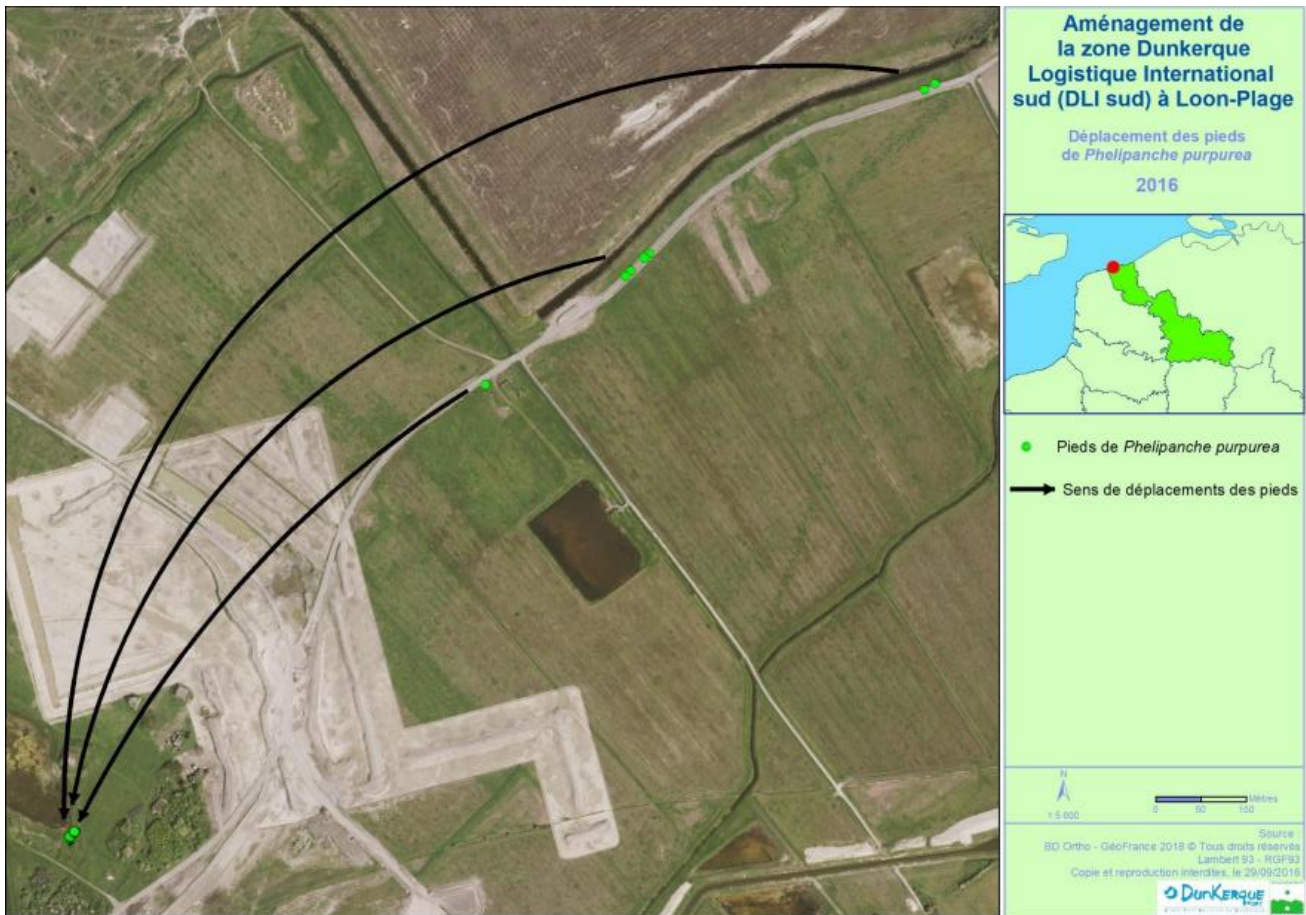 Aménagement de
la zone Dunkerque
Logistique International
sud (DLI sud) à Loon-Plage
Déplacement des pieds
de Phelipanche purpurea
2016
Pieds de Phelipanche purpurea
Sens de déplacements des pieds
N
1:5 000
Mètres
0 50 100
Source :
BD Ortho - GéoFrance 2018 © Tous droits réservés
Lambert 93 - RGF93
Copie et reproduction interdites, le 29/09/2016
DUNKERQUE